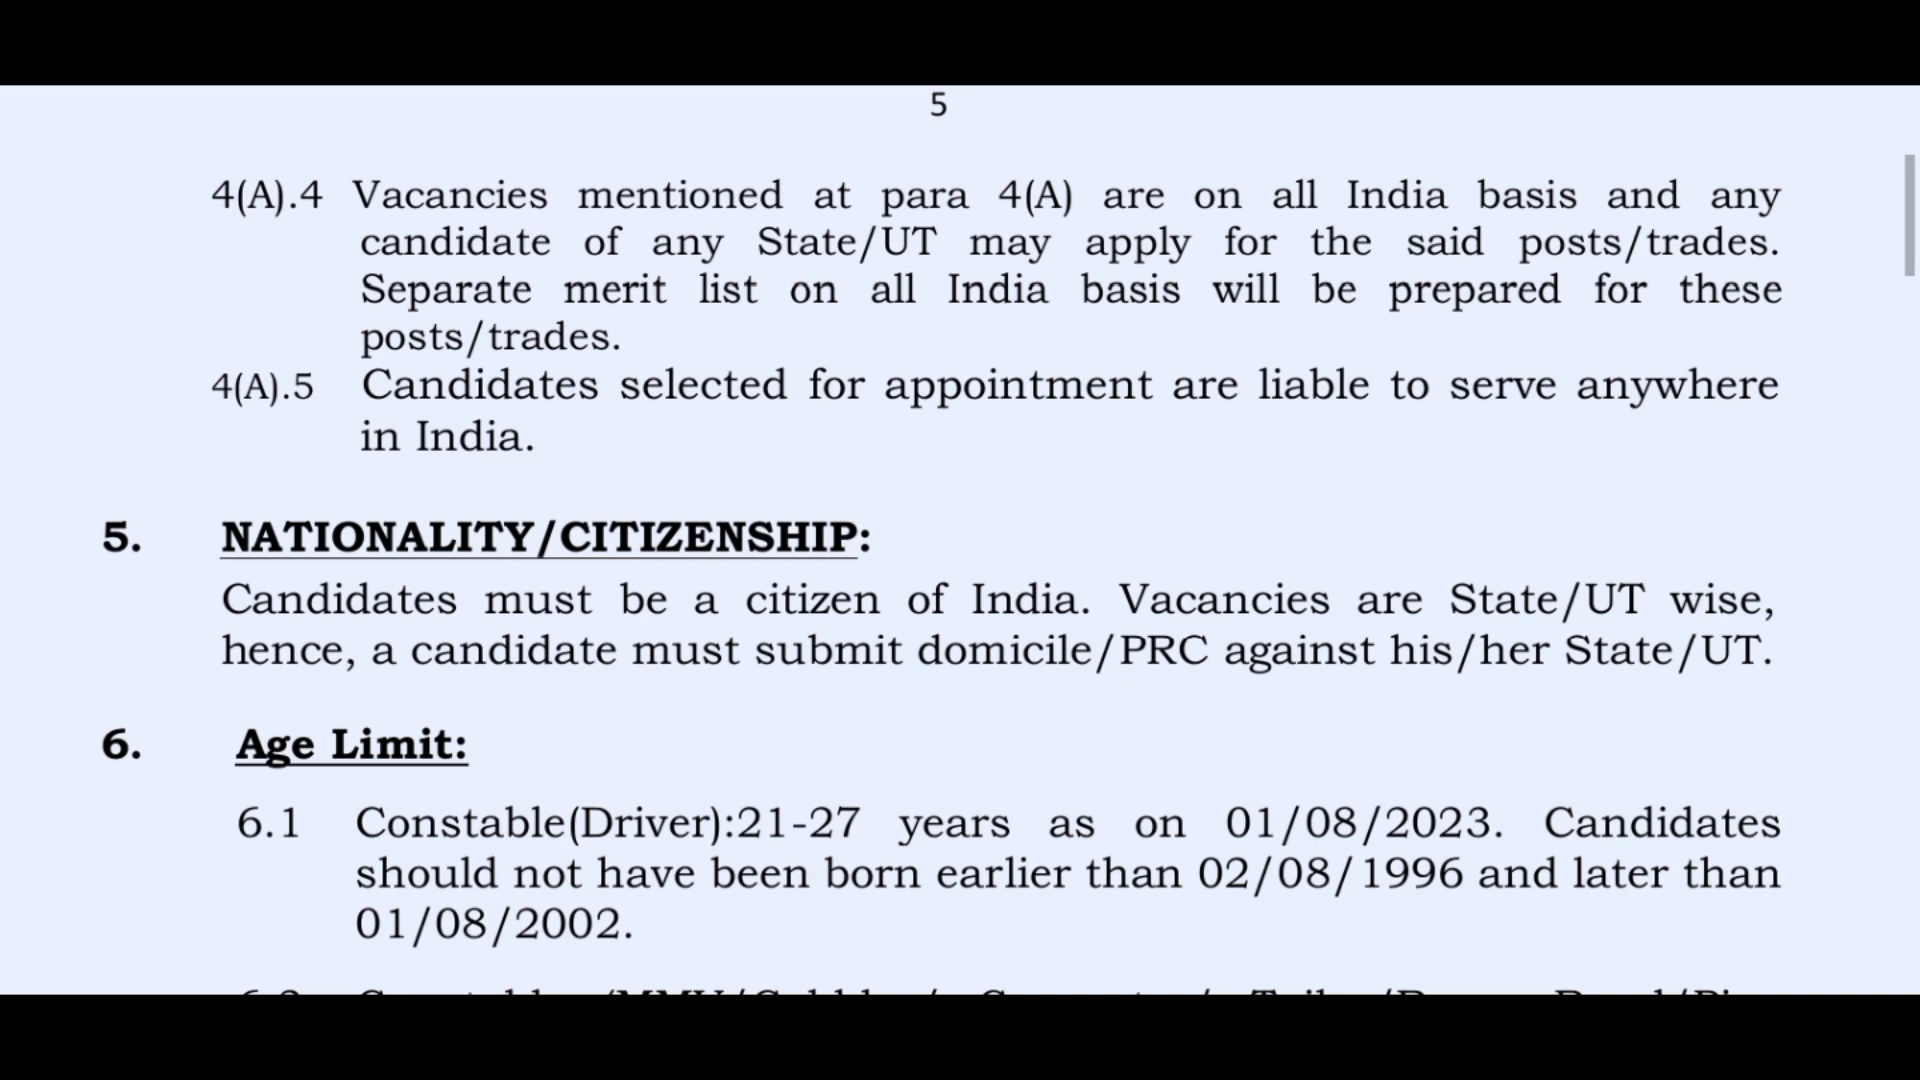 5
4(A).4 Vacancies mentioned at para 4(A) are on all India basis and any
candidate of any State/UT may apply for the said posts/trades.
Separate merit list on all India basis will be prepared for these
posts/trades.
4(A).5 Candidates selected for appointment are liable to serve anywhere
in India.
5. NATIONALITY/CITIZENSHIP:
Candidates must be a citizen of India. Vacancies are State/UT wise,
hence, a candidate must submit domicile/PRC against his/her State/UT.
6. Age Limit:
6.1 Constable(Driver):21-27 years as on 01/08/2023. Candidates
should not have been born earlier than 02/08/1996 and later than
01/08/2002.